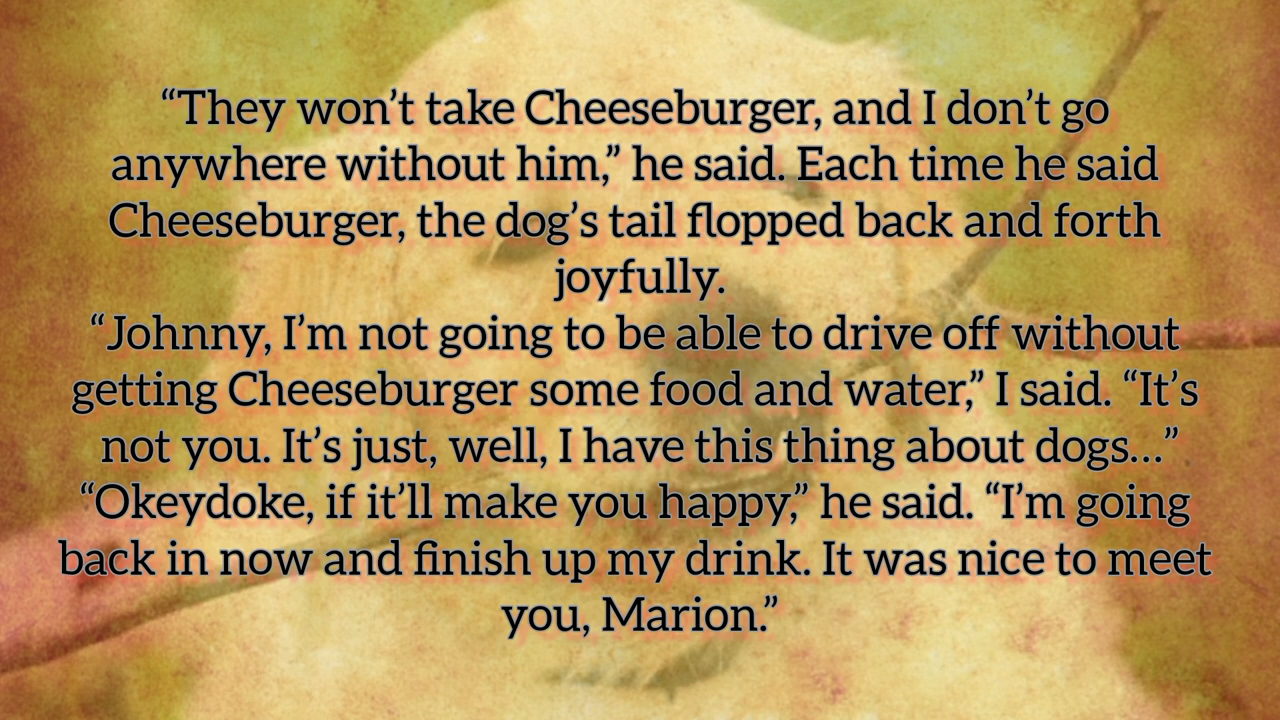 “They won’t take Cheeseburger, and I don’t go
anywhere without him,” he said. Each time he said
Cheeseburger, the dog’s tail flopped back and forth
joyfully.
“Johnny, I’m not going to be able to drive off without
getting Cheeseburger some food and water,” I said. “It’s
not you. It’s just, well, I have this thing about dogs…”
“Okeydoke, if it’ll make you happy,” he said. “I’m going
back in now and finish up my drink. It was nice to meet
you, Marion.”